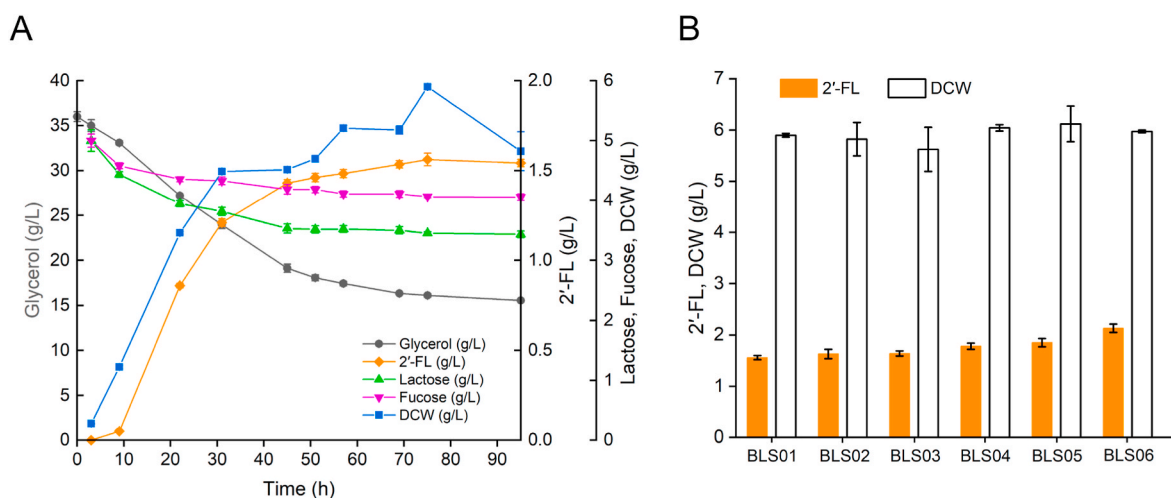 A
40
35
30
25
20
15
10
5
0
Glycerol (g/L)
0 10 20 30 40 50 60 70 80 90
Time (h)
Glycerol (g/L)
2′-FL (g/L)
Lactose (g/L)
Fucose (g/L)
DCW (g/L)
2.0
1.5
1.0
0.5
0.0
2′-FL (g/L)
6
5
4
3
2
1
0
Lactose, Fucose, DCW (g/L)
B
7
6
5
4
3
2
1
0
2′-FL, DCW (g/L)
2′-FL DCW
BLS01 BLS02 BLS03 BLS04 BLS05 BLS06